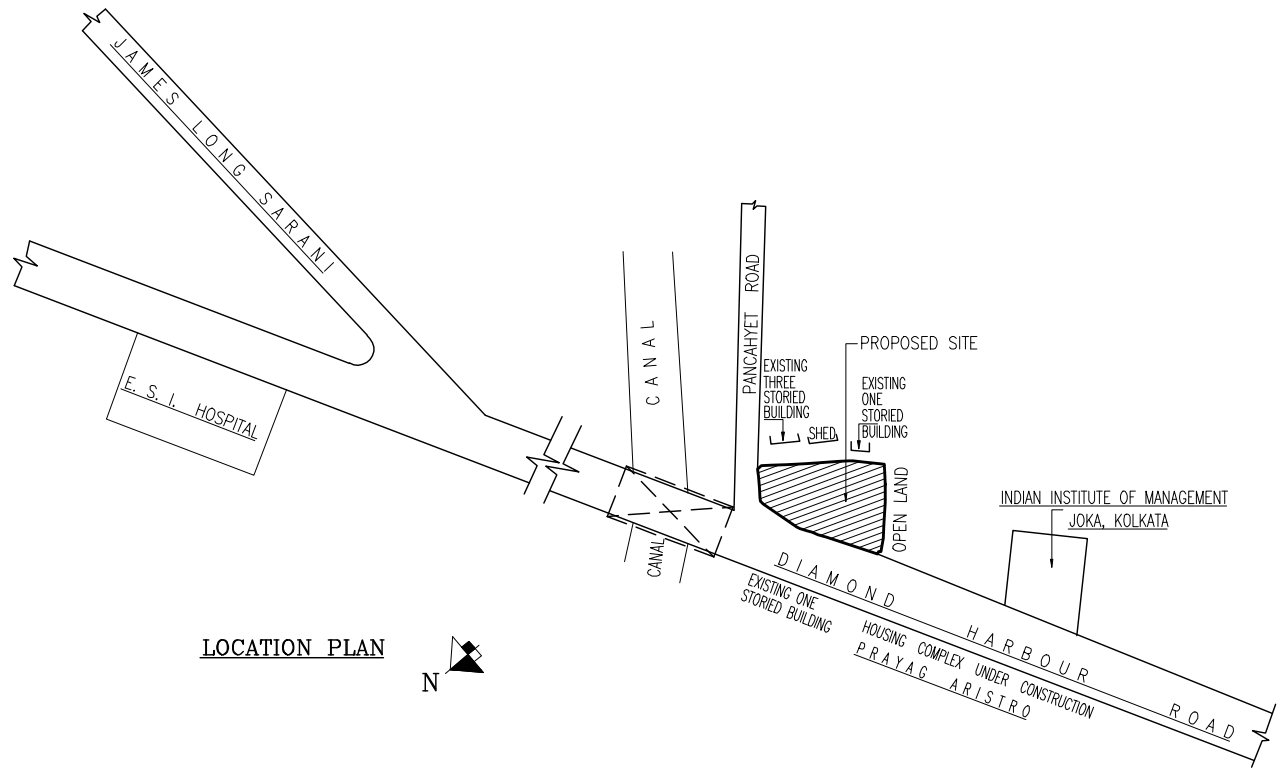 JAMES LONG SARANI
E. S. I. HOSPITAL
CANAL
PANCAHYET ROAD
PROPOSED SITE
EXISTING
THREE
STORIED
BUILDING
SHED
EXISTING
ONE
STORIED
BUILDING
OPEN LAND
INDIAN INSTITUTE OF MANAGEMENT
JOKA, KOLKATA
CANAL
DIAMOND HARBOUR ROAD
EXISTING ONE
STORIED BUILDING
HOUSING COMPLEX UNDER CONSTRUCTION
PRAYAG ARISTRO
LOCATION PLAN
N